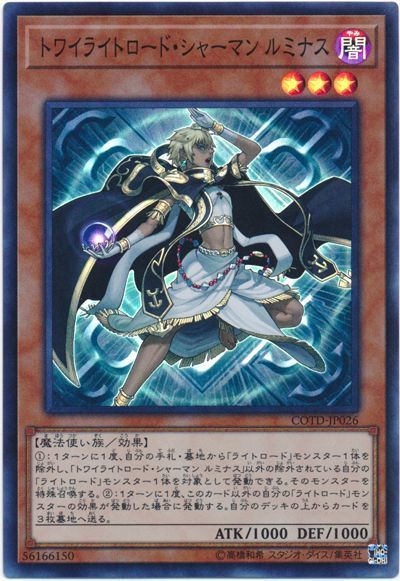 トワイライトロード・シャーマン ルミナス
闇
COTD-JP026
【魔法使い族／効果】
①：1ターンに1度、自分の手札・墓地から「ライトロード」モンスター1体を
除外し、「トワイライトロード・シャーマン ルミナス」以外の除外されている自分の
「ライトロード」モンスター1体を対象として発動できる。そのモンスターを
特殊召喚する。②：1ターンに1度、このカード以外の自分の「ライトロード」モンス
ターの効果が発動した場合に発動する。自分のデッキの上からカードを
3枚墓地へ送る。
ATK/1000 DEF/1000
56166150
©高橋和希 スタジオ・ダイス/集英社